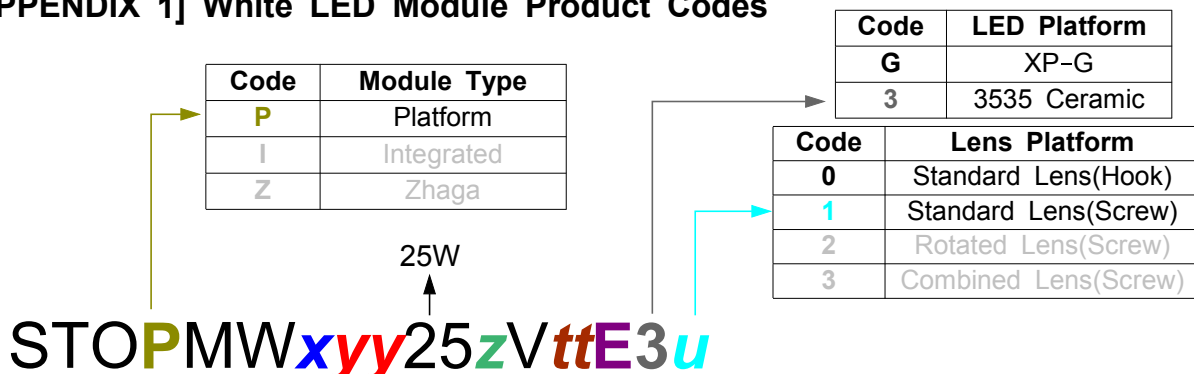 PPENDIX 1] White LED Module Product Codes
Code LED Platform
G XP-G
3 3535 Ceramic
Code Module Type
P Platform
I Integrated
Z Zhaga
Code Lens Platform
0 Standard Lens(Hook)
1 Standard Lens(Screw)
2 Rotated Lens(Screw)
3 Combined Lens(Screw)
25W
STOPMWxyy25zVttE3u